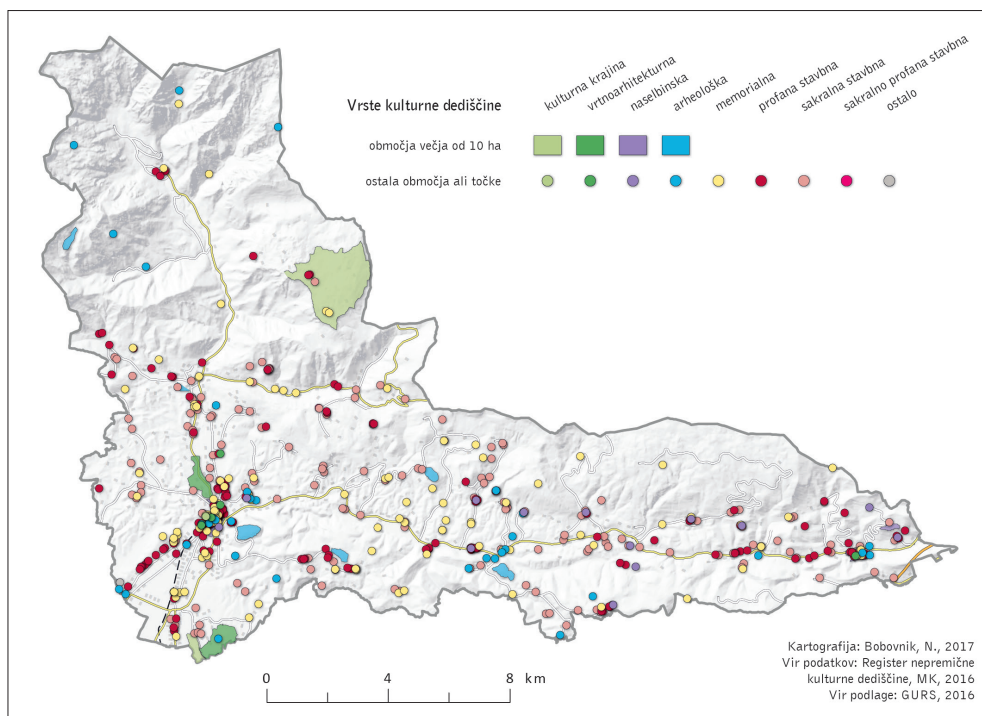 kulturna krajina
vrtnoarhitekturna
naselbinska
arheološka
memorialna
profana stavbna
sakralna stavbna
sakralno profana stavbna
ostalo
Vrste kulturne dediščine
območja večja od 10 ha
ostala območja ali točke
Kartografija: Bobovnik, N., 2017
Vir podatkov: Register nepremične
kulturne dediščine, MK, 2016
Vir podlage: GURS, 2016
0 4 8 km